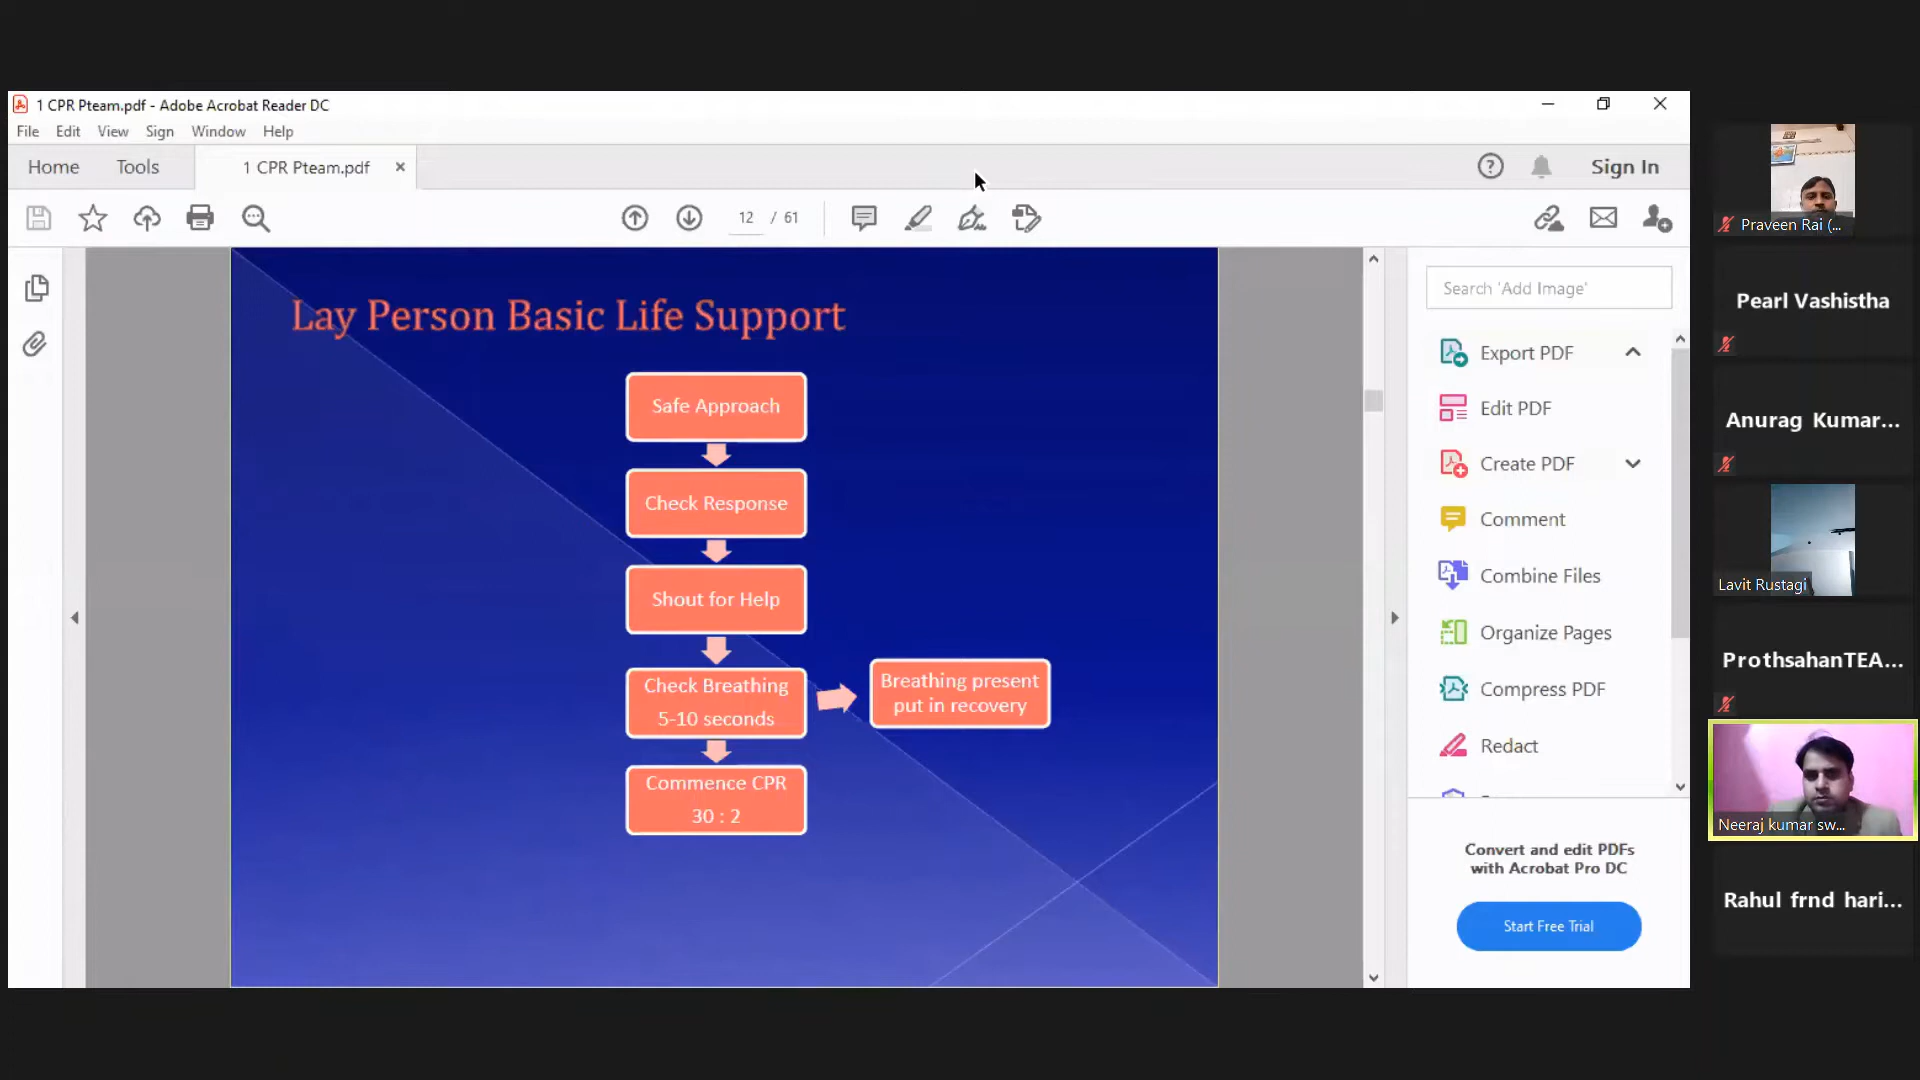 1 CPR Pteam.pdf - Adobe Acrobat Reader DC
File Edit View Sign Window Help
Home Tools 1 CPR Pteam.pdf × Sign In
12 / 61
Lay Person Basic Life Support
Safe Approach
Check Response
Shout for Help
Check Breathing
5-10 seconds
Breathing present
put in recovery
Commence CPR
30 : 2
Search 'Add Image'
Export PDF
Edit PDF
Create PDF
Comment
Combine Files
Organize Pages
Compress PDF
Redact
Convert and edit PDFs
with Acrobat Pro DC
Start Free Trial
Praveen Rai (...
Pearl Vashistha
Anurag Kumar...
Lavit Rustagi
ProthsahanTEA...
Neeraj kumar sw...
Rahul frnd hari...